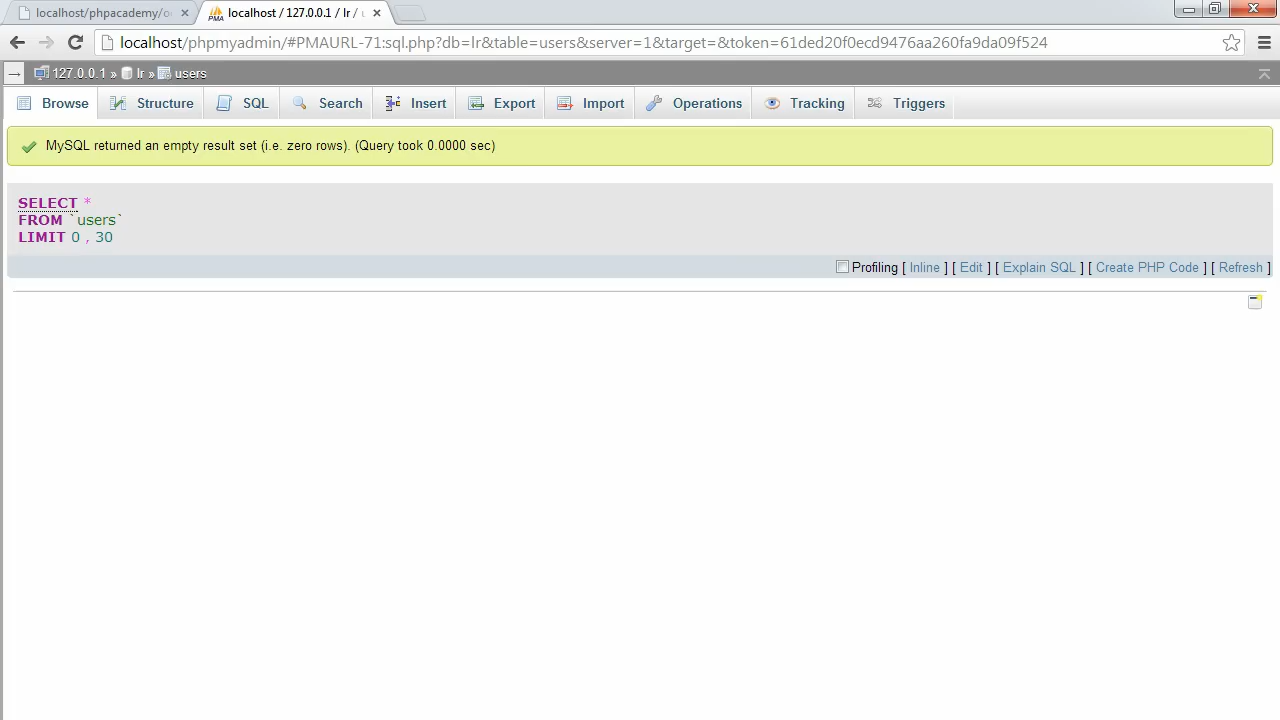 localhost/phpacademy/o
localhost / 127.0.0.1 / lr /
localhost/phpmyadmin/#PMAURL-71:sql.php?db=lr&table=users&server=1&target=&token=61ded20f0ecd9476aa260fa9da09f524
127.0.0.1 » lr » users
Browse Structure SQL Search Insert Export Import Operations Tracking Triggers
MySQL returned an empty result set (i.e. zero rows). (Query took 0.0000 sec)
SELECT *
FROM `users`
LIMIT 0 , 30
Profiling [ Inline ] [ Edit ] [ Explain SQL ] [ Create PHP Code ] [ Refresh ]